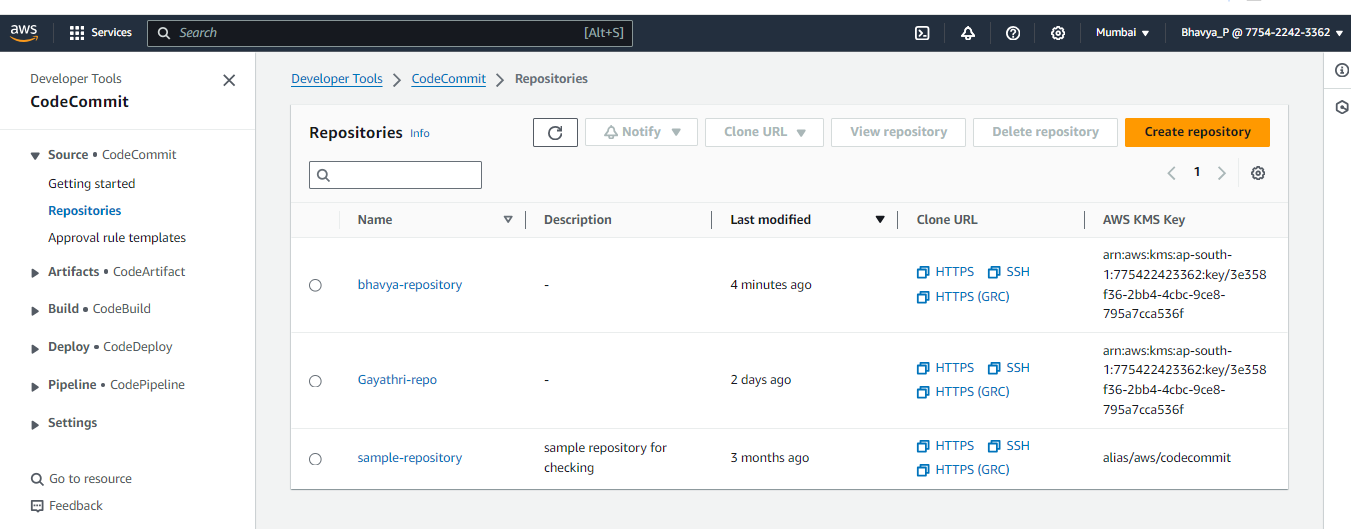 aws
Services
Search
[Alt+S]
Mumbai
Bhavya_P @ 7754-2242-3362
Developer Tools
CodeCommit
Source • CodeCommit
Getting started
Repositories
Approval rule templates
Artifacts • CodeArtifact
Build • CodeBuild
Deploy • CodeDeploy
Pipeline • CodePipeline
Settings
Go to resource
Feedback
Developer Tools > CodeCommit > Repositories
Repositories Info
Notify
Clone URL
View repository
Delete repository
Create repository
1
Name
Description
Last modified
Clone URL
AWS KMS Key
bhavya-repository
-
4 minutes ago
HTTPS SSH
HTTPS (GRC)
arn:aws:kms:ap-south-
1:775422423362:key/3e358
f36-2bb4-4cbc-9ce8-
795a7cca536f
Gayathri-repo
-
2 days ago
HTTPS SSH
HTTPS (GRC)
arn:aws:kms:ap-south-
1:775422423362:key/3e358
f36-2bb4-4cbc-9ce8-
795a7cca536f
sample-repository
sample repository for
checking
3 months ago
HTTPS SSH
HTTPS (GRC)
alias/aws/codecommit